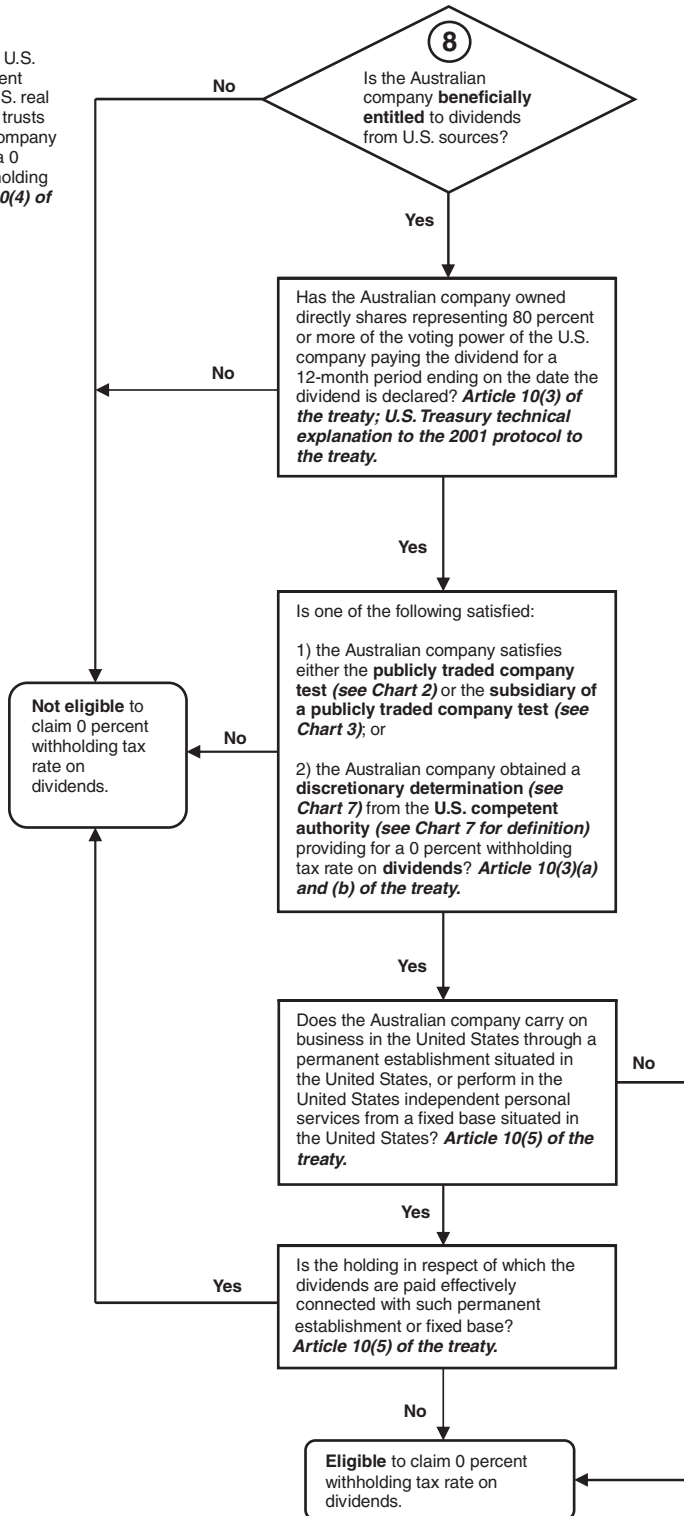 U.S.
ent
S. real
trusts
ompany
a 0
holding
0(4) of
8
Is the Australian
company beneficially
entitled to dividends
from U.S. sources?
No
Yes
Has the Australian company owned
directly shares representing 80 percent
or more of the voting power of the U.S.
company paying the dividend for a
12-month period ending on the date the
dividend is declared? Article 10(3) of
the treaty; U.S. Treasury technical
explanation to the 2001 protocol to
the treaty.
No
Yes
Is one of the following satisfied:
1) the Australian company satisfies
either the publicly traded company
test (see Chart 2) or the subsidiary of
a publicly traded company test (see
Chart 3); or
2) the Australian company obtained a
discretionary determination (see
Chart 7) from the U.S. competent
authority (see Chart 7 for definition)
providing for a 0 percent withholding
tax rate on dividends? Article 10(3)(a)
and (b) of the treaty.
No
Not eligible to
claim 0 percent
withholding tax
rate on
dividends.
Yes
Does the Australian company carry on
business in the United States through a
permanent establishment situated in
the United States, or perform in the
United States independent personal
services from a fixed base situated in
the United States? Article 10(5) of the
treaty.
No
Yes
Is the holding in respect of which the
dividends are paid effectively
connected with such permanent
establishment or fixed base?
Article 10(5) of the treaty.
Yes
No
Eligible to claim 0 percent
withholding tax rate on
dividends.